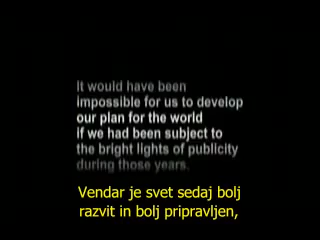 It would have been
impossible for us to develop
our plan for the world
if we had been subject to
the bright lights of publicity
during those years.
Vendar je svet sedaj bolj
razvit in bolj pripravljen,